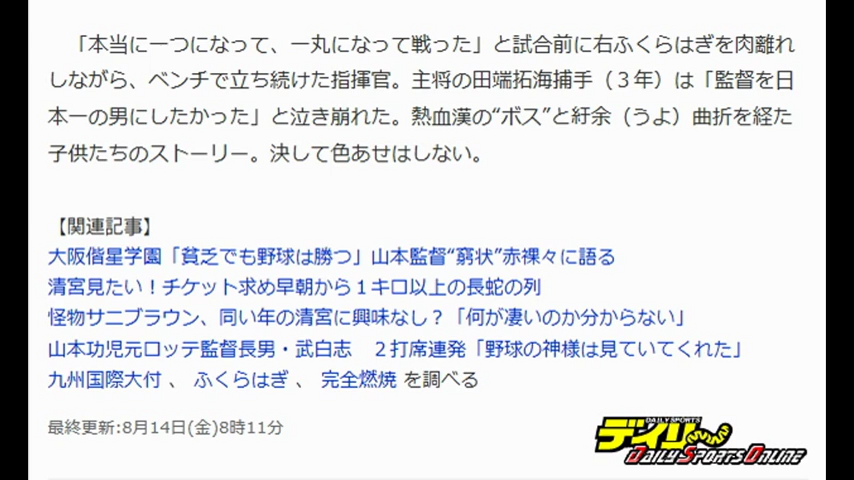 「本当に一つになって、一丸になって戦った」と試合前に右ふくらはぎを肉離れ
しながら、ベンチで立ち続けた指揮官。主将の田端拓海捕手（３年）は「監督を日
本一の男にしたかった」と泣き崩れた。熱血漢の“ボス”と紆余（うよ）曲折を経た
子供たちのストーリー。決して色あせはしない。
【関連記事】
大阪偕星学園「貧乏でも野球は勝つ」山本監督“窮状”赤裸々に語る
清宮見たい！チケット求め早朝から１キロ以上の長蛇の列
怪物サニブラウン、同い年の清宮に興味なし？「何が凄いのか分からない」
山本功児元ロッテ監督長男・武白志　２打席連発「野球の神様は見ていてくれた」
九州国際大付 、 ふくらはぎ 、 完全燃焼 を調べる
最終更新:8月14日(金)8時11分
DAILY SPORTS
デイリー
DAILY SPORTS ONLINE